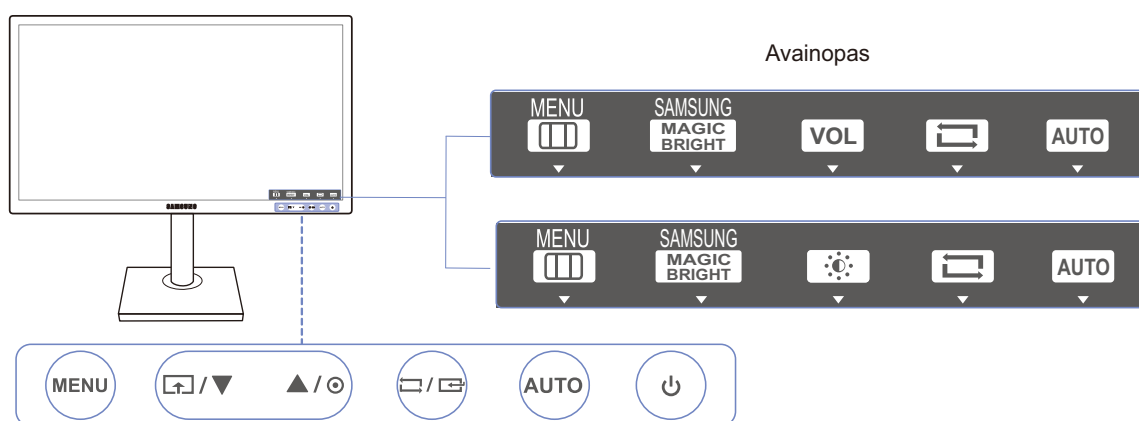 Avainopas
MENU SAMSUNG
MAGIC
BRIGHT
VOL
AUTO
SAMSUNG
MENU SAMSUNG
MAGIC
BRIGHT
AUTO
MENU / / / AUTO